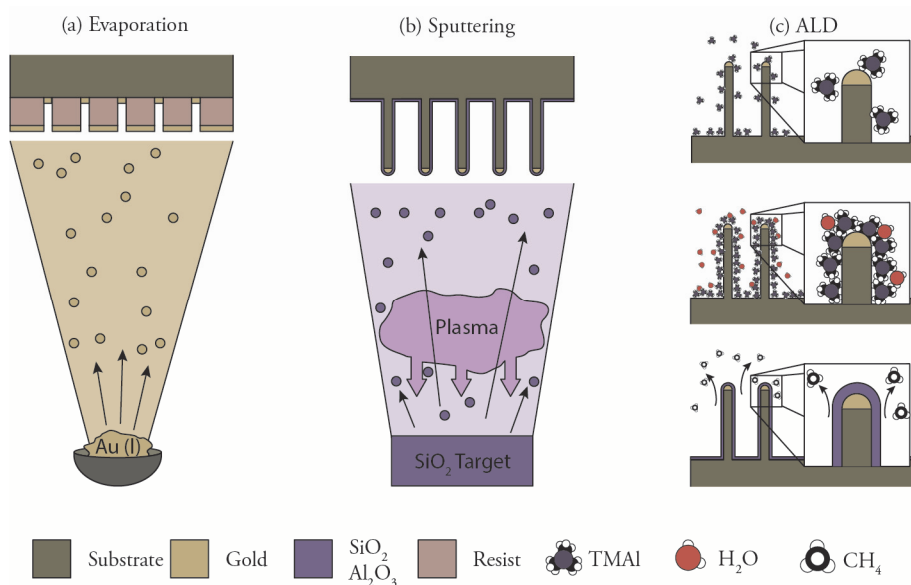 (a) Evaporation
(b) Sputtering
(c) ALD
Plasma
Au (l)
SiO₂ Target
Substrate
Gold
SiO₂
Al₂O₃
Resist
TMAl
H₂O
CH₄